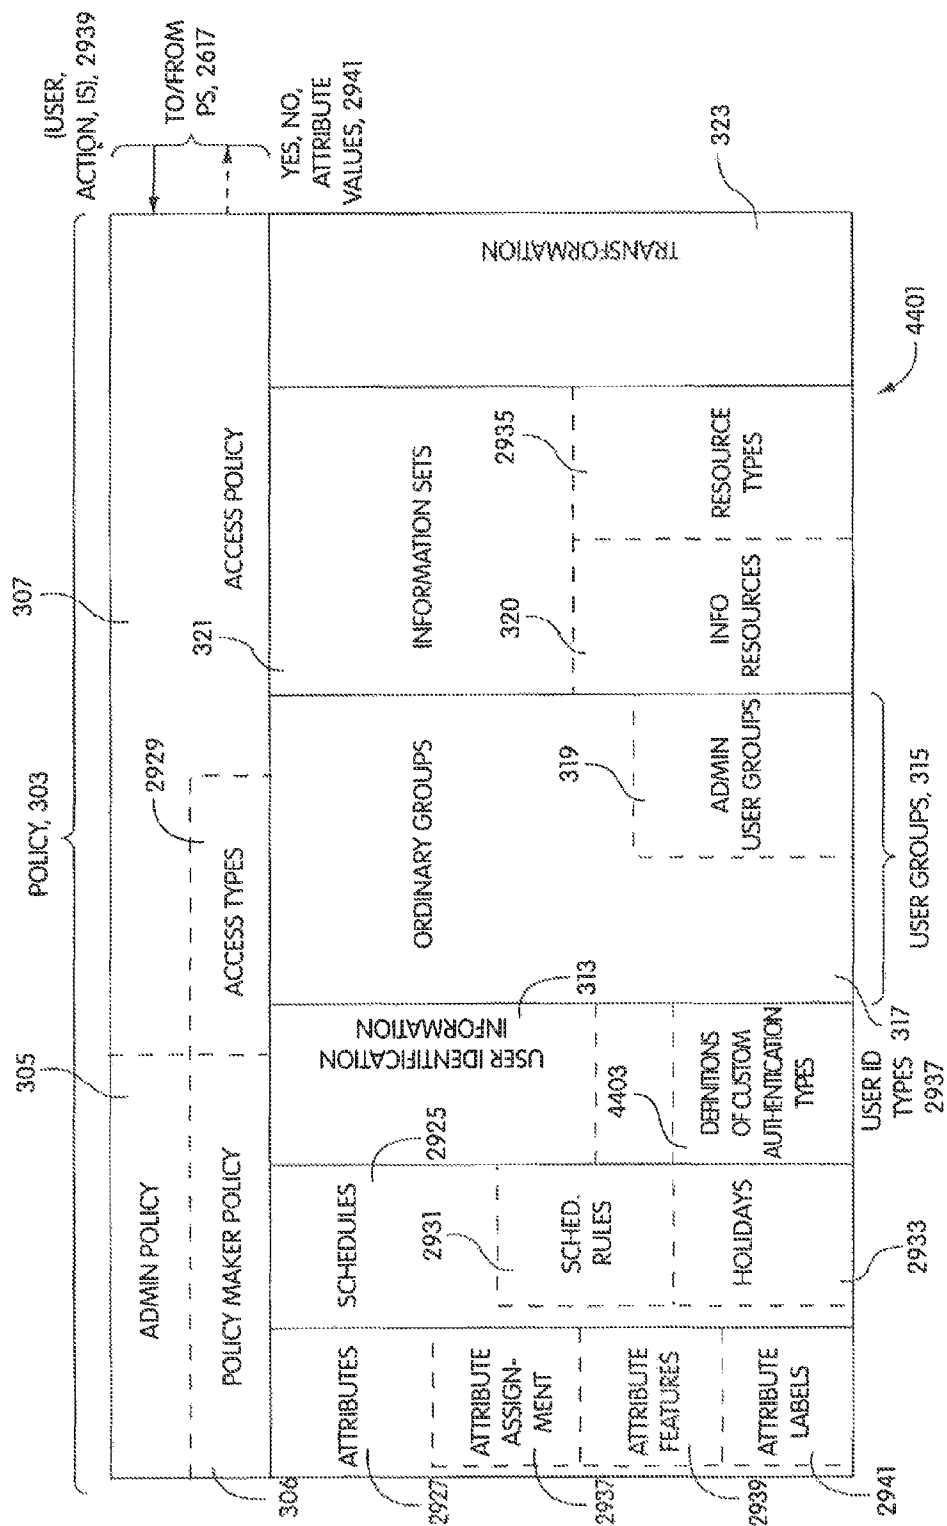 (USER,
ACTION, IS), 2939
TO/FROM
PS, 2617
YES, NO,
ATTRIBUTE
VALUES, 2941
POLICY, 303
305
307
ADMIN POLICY
POLICY MAKER POLICY
306
ACCESS TYPES
2929
ACCESS POLICY
321
ATTRIBUTES
2927
ATTRIBUTE
ASSIGN-
MENT
2937
ATTRIBUTE
FEATURES
2939
ATTRIBUTE
LABELS
2941
SCHEDULES
2925
2931
SCHED.
RULES
HOLIDAYS
2933
USER IDENTIFICATION
INFORMATION
313
4403
DEFINITIONS
OF CUSTOM
AUTHENTICATION
TYPES
USER ID
TYPES
2937
ORDINARY GROUPS
317
319
ADMIN
USER GROUPS
USER GROUPS, 315
INFORMATION SETS
320
2935
INFO
RESOURCES
RESOURCE
TYPES
TRANSFORMATION
323
4401